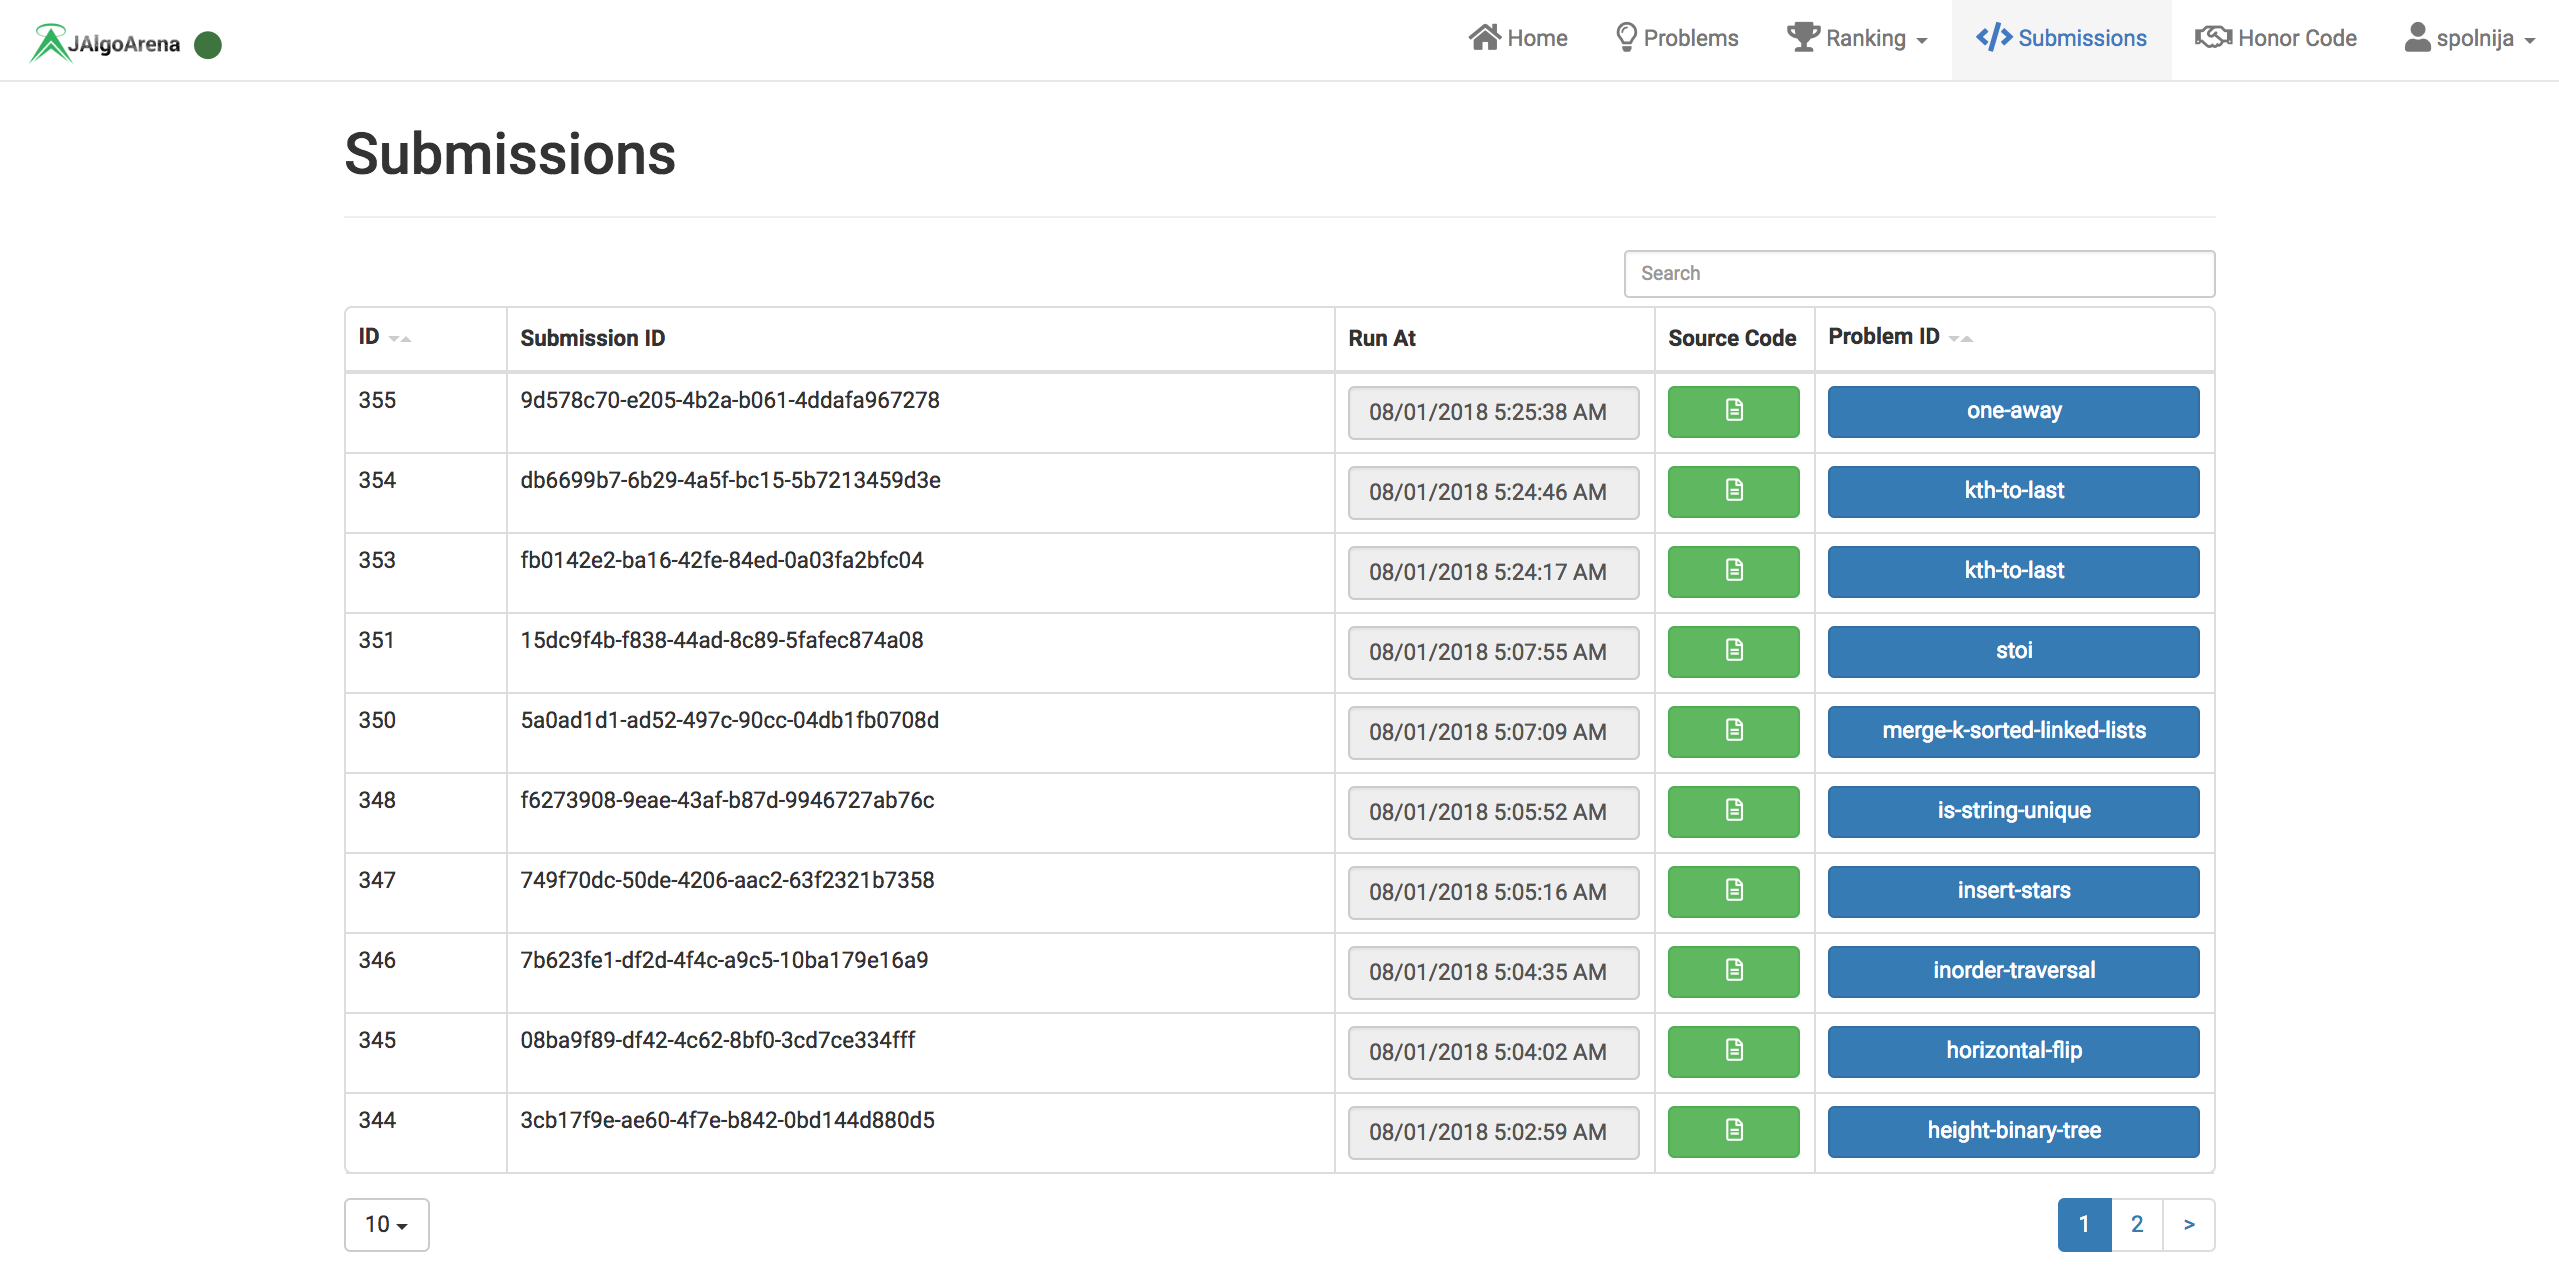 JAlgoArena Home Problems Ranking Submissions Honor Code spolnija
Submissions
Search
ID Submission ID Run At Source Code Problem ID
355 9d578c70-e205-4b2a-b061-4ddafa967278 08/01/2018 5:25:38 AM one-away
354 db6699b7-6b29-4a5f-bc15-5b7213459d3e 08/01/2018 5:24:46 AM kth-to-last
353 fb0142e2-ba16-42fe-84ed-0a03fa2bfc04 08/01/2018 5:24:17 AM kth-to-last
351 15dc9f4b-f838-44ad-8c89-5fafec874a08 08/01/2018 5:07:55 AM stoi
350 5a0ad1d1-ad52-497c-90cc-04db1fb0708d 08/01/2018 5:07:09 AM merge-k-sorted-linked-lists
348 f6273908-9eae-43af-b87d-9946727ab76c 08/01/2018 5:05:52 AM is-string-unique
347 749f70dc-50de-4206-aac2-63f2321b7358 08/01/2018 5:05:16 AM insert-stars
346 7b623fe1-df2d-4f4c-a9c5-10ba179e16a9 08/01/2018 5:04:35 AM inorder-traversal
345 08ba9f89-df42-4c62-8bf0-3cd7ce334fff 08/01/2018 5:04:02 AM horizontal-flip
344 3cb17f9e-ae60-4f7e-b842-0bd144d880d5 08/01/2018 5:02:59 AM height-binary-tree
10 1 2 >